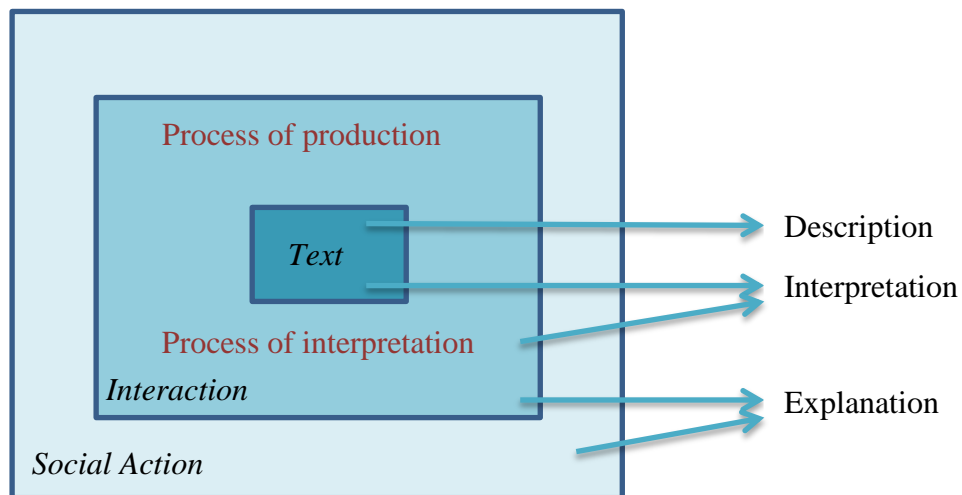 Process of production
Text
Description
Interpretation
Process of interpretation
Interaction
Explanation
Social Action